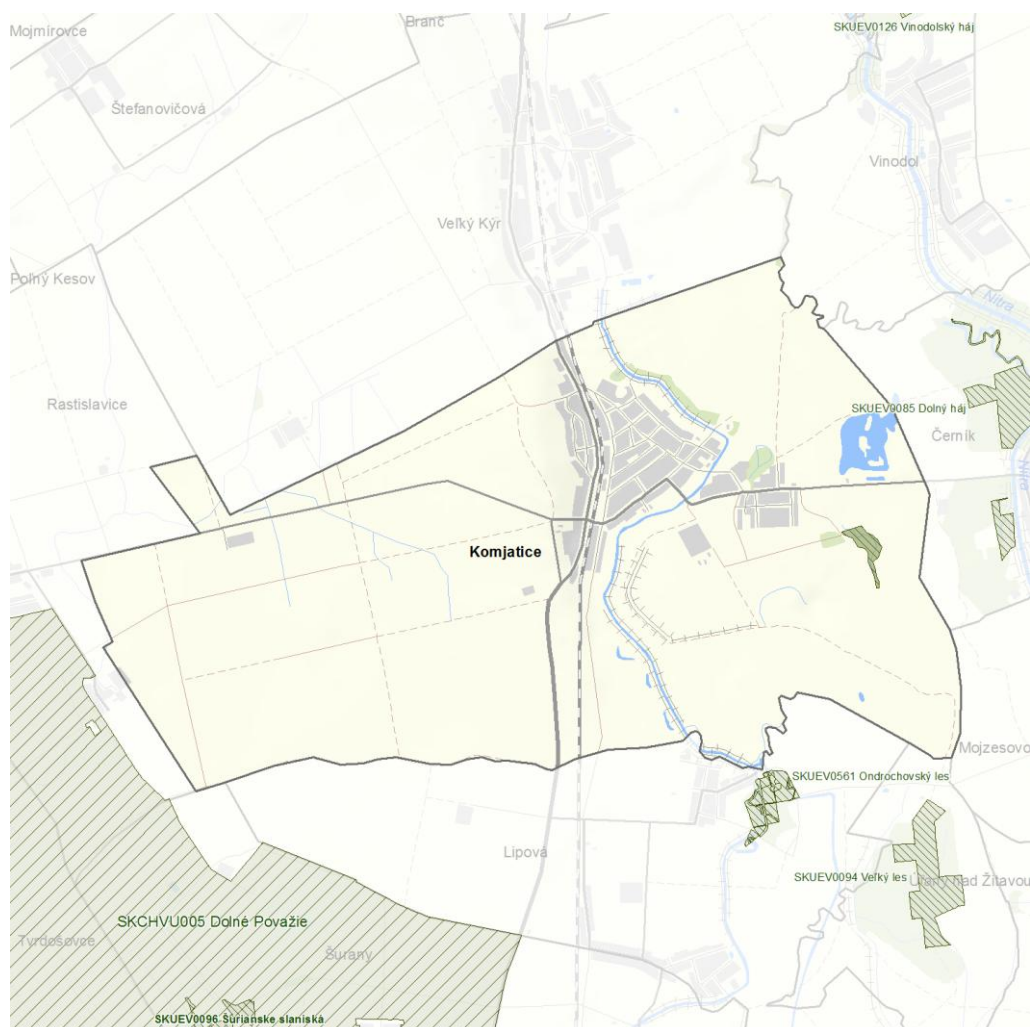 Mojmírovce
Branč
SKUEV0126 Vinodolský háj
Štefanovičová
Vinodol
Veľký Kýr
Poľný Kesov
Nitra
Rastislavice
SKUEV0085 Dolný háj
Černík
Nitra
Komjatice
Mojzesovo
SKUEV0561 Ondrochovský les
Lipová
SKUEV0094 Veľký les
Úľany nad Žitavou
SKCHVU005 Dolné Považie
Tvrdošovce
Šurany
SKUEV0096 Šurianske slaniská